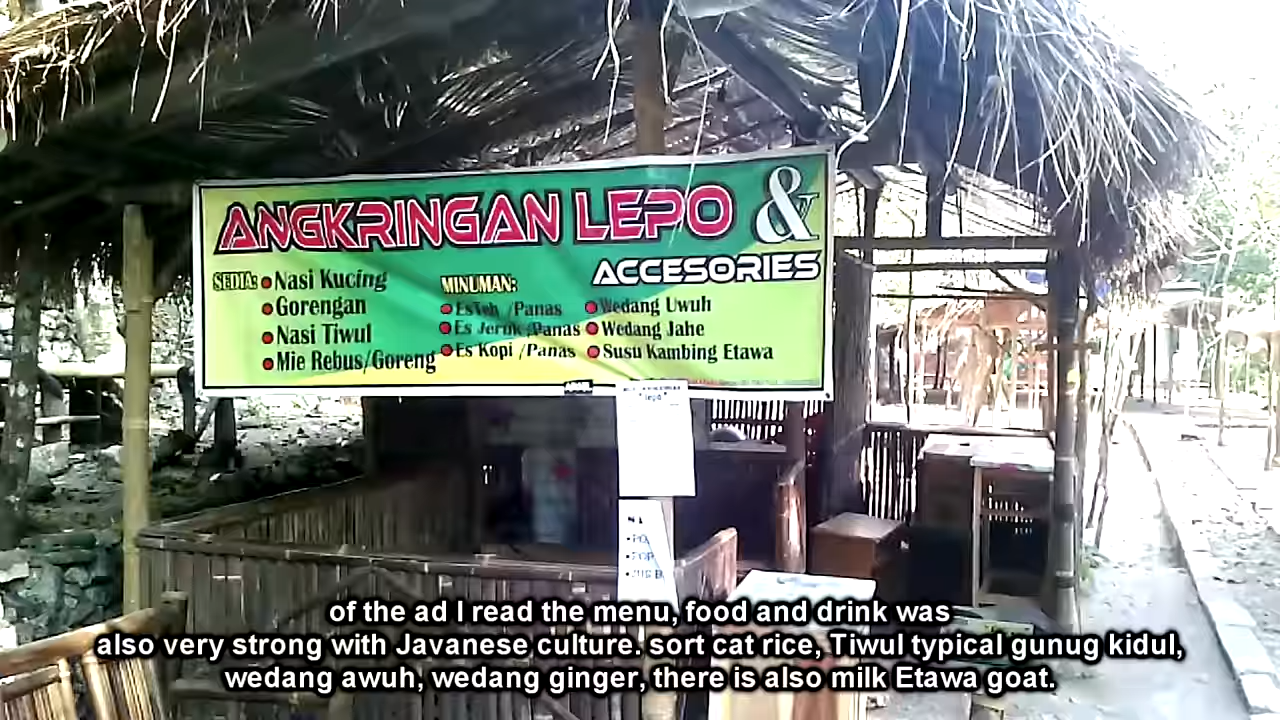 ANGKRINGAN LEPO &
ACCESORIES
SEDIA:
Nasi Kucing
Gorengan
Nasi Tiwul
Mie Rebus/Goreng
MINUMAN:
Es Teh /Panas
Es Jeruk /Panas
Es Kopi /Panas
Wedang Uwuh
Wedang Jahe
Susu Kambing Etawa
lepo
of the ad I read the menu, food and drink was
also very strong with Javanese culture. sort cat rice, Tiwul typical gunug kidul,
wedang awuh, wedang ginger, there is also milk Etawa goat.